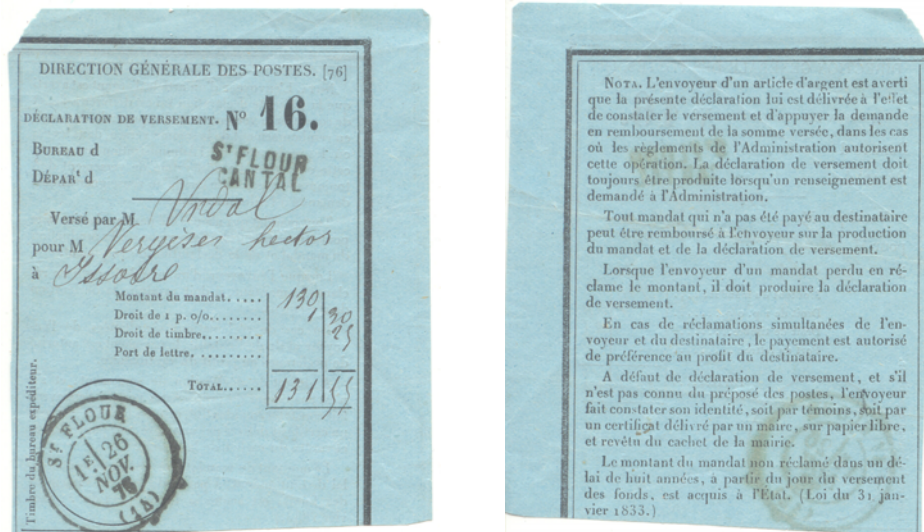 DIRECTION GÉNÉRALE DES POSTES. [76]
DÉCLARATION DE VERSEMENT. No 16.
BUREAU d
DÉPART d
ST FLOUR
CANTAL
Versé par M Vidal
pour M Vergèses hector
à Issoire
Montant du mandat..... 130
Droit de 1 p. o/o........ 1 30
Droit de timbre........ 25
Port de lettre. .........
TOTAL...... 131 55
Timbre du bureau expéditeur.
ST FLOUR
1E 26
NOV.
76
(14)
NOTA. L'envoyeur d'un article d'argent est averti
que la présente déclaration lui est délivrée à l'effet
de constater le versement et d'appuyer la demande
en remboursement de la somme versée, dans les cas
où les règlements de l'Administration autorisent
cette opération. La déclaration de versement doit
toujours être produite lorsqu'un renseignement est
demandé à l'Administration.
Tout mandat qui n'a pas été payé au destinataire
peut être remboursé à l'envoyeur sur la production
du mandat et de la déclaration de versement.
Lorsque l'envoyeur d'un mandat perdu en ré-
clame le montant, il doit produire la déclaration
de versement.
En cas de réclamations simultanées de l'en-
voyeur et du destinataire, le payement est autorisé
de préférence au profit du destinataire.
A défaut de déclaration de versement, et s'il
n'est pas connu du préposé des postes, l'envoyeur
fait constater son identité, soit par témoins, soit par
un certificat délivré par un maire, sur papier libre,
et revêtu du cachet de la mairie.
Le montant du mandat non réclamé dans un dé-
lai de huit années, à partir du jour du versement
des fonds, est acquis à l'État. (Loi du 31 jan-
vier 1833.)